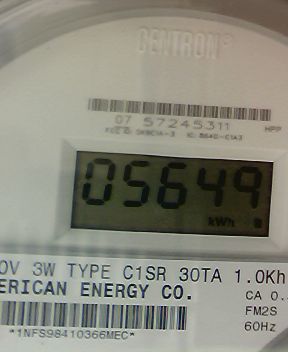 CENTRON®
07 57245311
HPP
05649
kWh
0V 3W TYPE C1SR 30TA 1.0Kh
ERICAN ENERGY CO.
CA 0.
FM2S
60Hz
*1NFS98410366MEC*